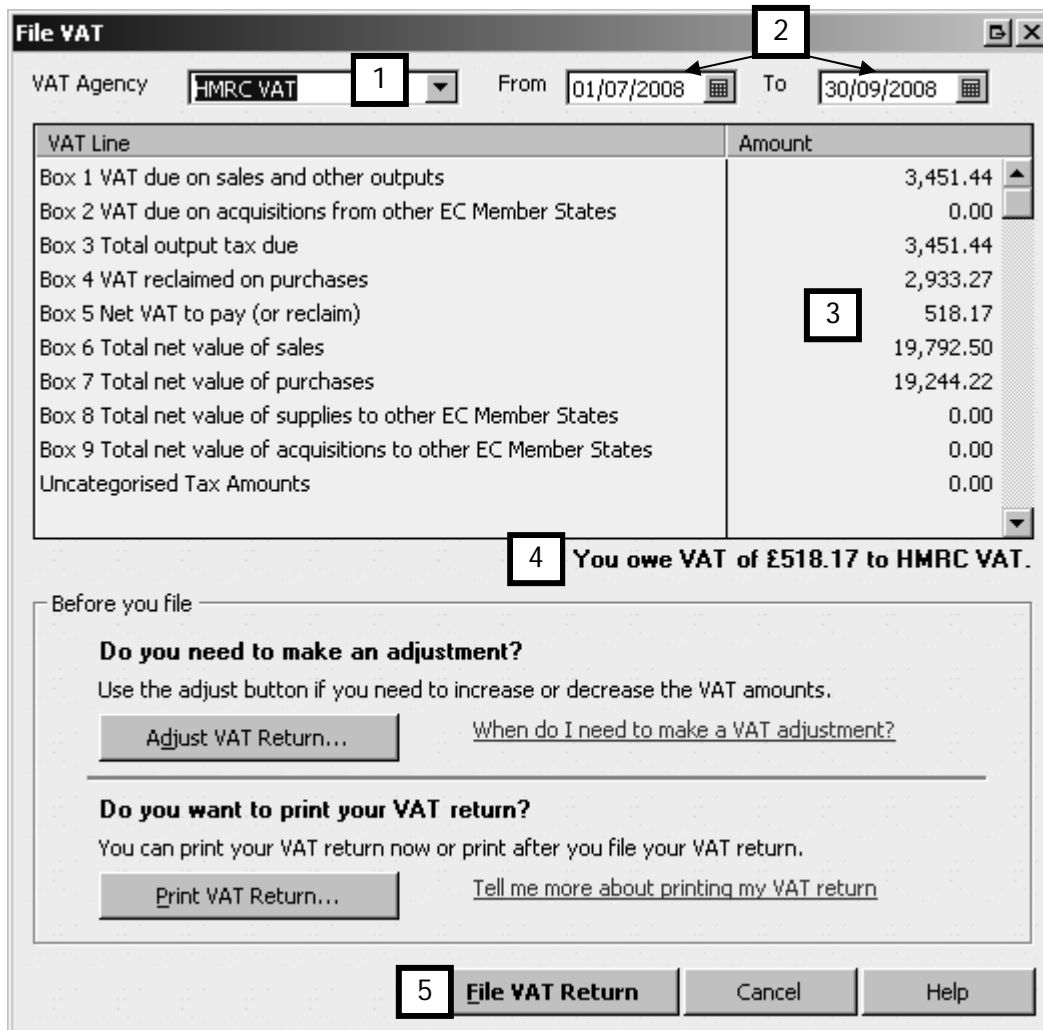 File VAT
2
VAT Agency HMRC VAT 1 From 01/07/2008 To 30/09/2008
VAT Line Amount
Box 1 VAT due on sales and other outputs 3,451.44
Box 2 VAT due on acquisitions from other EC Member States 0.00
Box 3 Total output tax due 3,451.44
Box 4 VAT reclaimed on purchases 2,933.27
Box 5 Net VAT to pay (or reclaim) 3 518.17
Box 6 Total net value of sales 19,792.50
Box 7 Total net value of purchases 19,244.22
Box 8 Total net value of supplies to other EC Member States 0.00
Box 9 Total net value of acquisitions to other EC Member States 0.00
Uncategorised Tax Amounts 0.00
4 You owe VAT of £518.17 to HMRC VAT.
Before you file
Do you need to make an adjustment?
Use the adjust button if you need to increase or decrease the VAT amounts.
Adjust VAT Return... When do I need to make a VAT adjustment?
Do you want to print your VAT return?
You can print your VAT return now or print after you file your VAT return.
Print VAT Return... Tell me more about printing my VAT return
5 File VAT Return Cancel Help